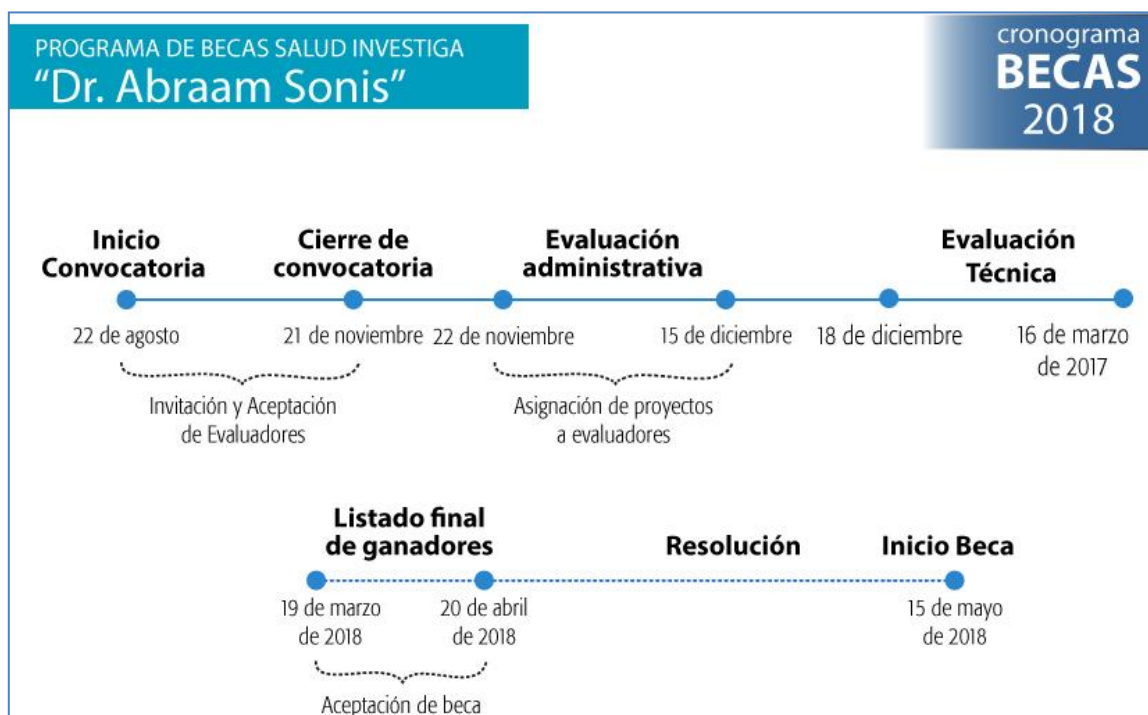 PROGRAMA DE BECAS SALUD INVESTIGA
“Dr. Abraam Sonis”
cronograma
BECAS
2018
Inicio
Convocatoria
Cierre de
convocatoria
Evaluación
administrativa
Evaluación
Técnica
22 de agosto
21 de noviembre
22 de noviembre
15 de diciembre
18 de diciembre
16 de marzo
de 2017
Invitación y Aceptación
de Evaluadores
Asignación de proyectos
a evaluadores
Listado final
de ganadores
Resolución
Inicio Beca
19 de marzo
de 2018
20 de abril
de 2018
15 de mayo
de 2018
Aceptación de beca